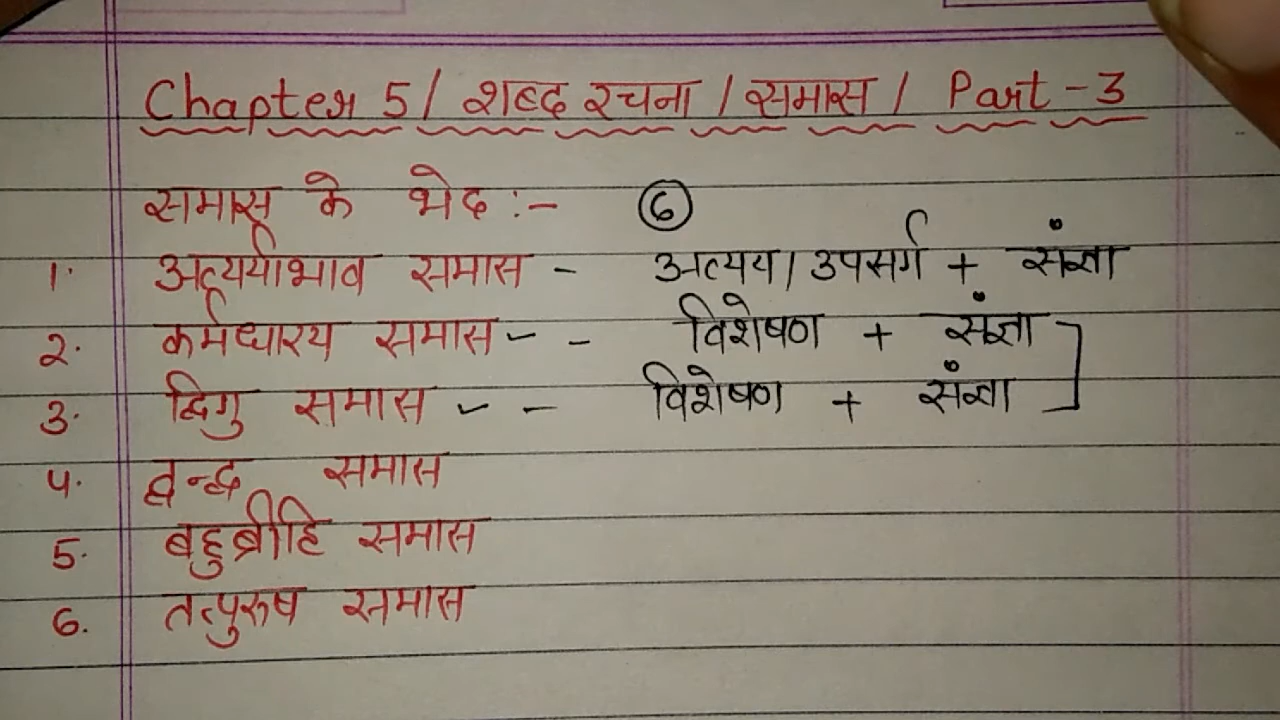 Chapter 5 / शब्द रचना / समास / Part - 3
समास के भेद :- 6
1. अव्ययीभाव समास - अव्यय / उपसर्ग + संज्ञा
2. कर्मधारय समास - - विशेषण + संज्ञा
3. द्विगु समास - - विशेषण + संज्ञा
4. द्वन्द्व समास
5. बहुब्रीहि समास
6. तत्पुरुष समास